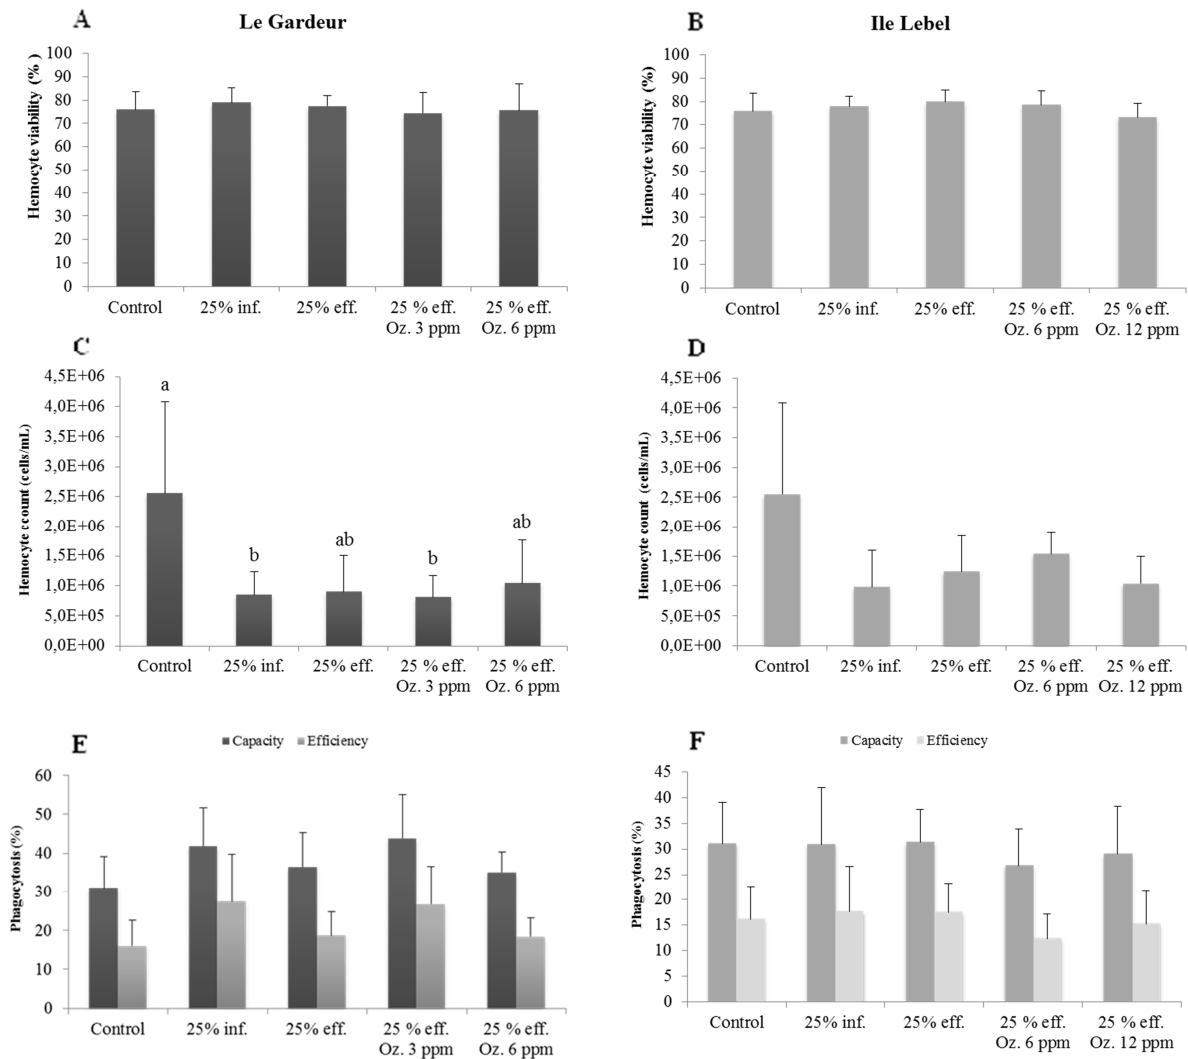 A
Le Gardeur
Hemocyte viability (% )
100
90
80
70
60
50
40
30
20
10
0
Control
25% inf.
25% eff.
25 % eff.
Oz. 3 ppm
25 % eff.
Oz. 6 ppm
B
Ile Lebel
Hemocyte viability (%)
100
90
80
70
60
50
40
30
20
10
0
Control
25% inf.
25% eff.
25 % eff.
Oz. 6 ppm
25 % eff.
Oz. 12 ppm
C
Hemocyte ccount (cells/mL)
4,5E+06
4,0E+06
3,5E+06
3,0E+06
2,5E+06
2,0E+06
1,5E+06
1,0E+06
5,0E+05
0,0E+00
a
b
ab
b
ab
Control
25% inf.
25% eff.
25 % eff.
Oz. 3 ppm
25 % eff.
Oz. 6 ppm
D
Hemocyte count (cells/mL)
4,5E+06
4,0E+06
3,5E+06
3,0E+06
2,5E+06
2,0E+06
1,5E+06
1,0E+06
5,0E+05
0,0E+00
Control
25% inf.
25% eff.
25 % eff.
Oz. 6 ppm
25 % eff.
Oz. 12 ppm
E
Capacity Efficiency
Phagocytosis (%)
60
50
40
30
20
10
0
Control
25% inf.
25% eff.
25 % eff.
Oz. 3 ppm
25 % eff.
Oz. 6 ppm
F
Capacity Efficiency
Phagocytosis (%)
45
40
35
30
25
20
15
10
5
0
Control
25% inf.
25% eff.
25 % eff.
Oz. 6 ppm
25 % eff.
Oz. 12 ppm